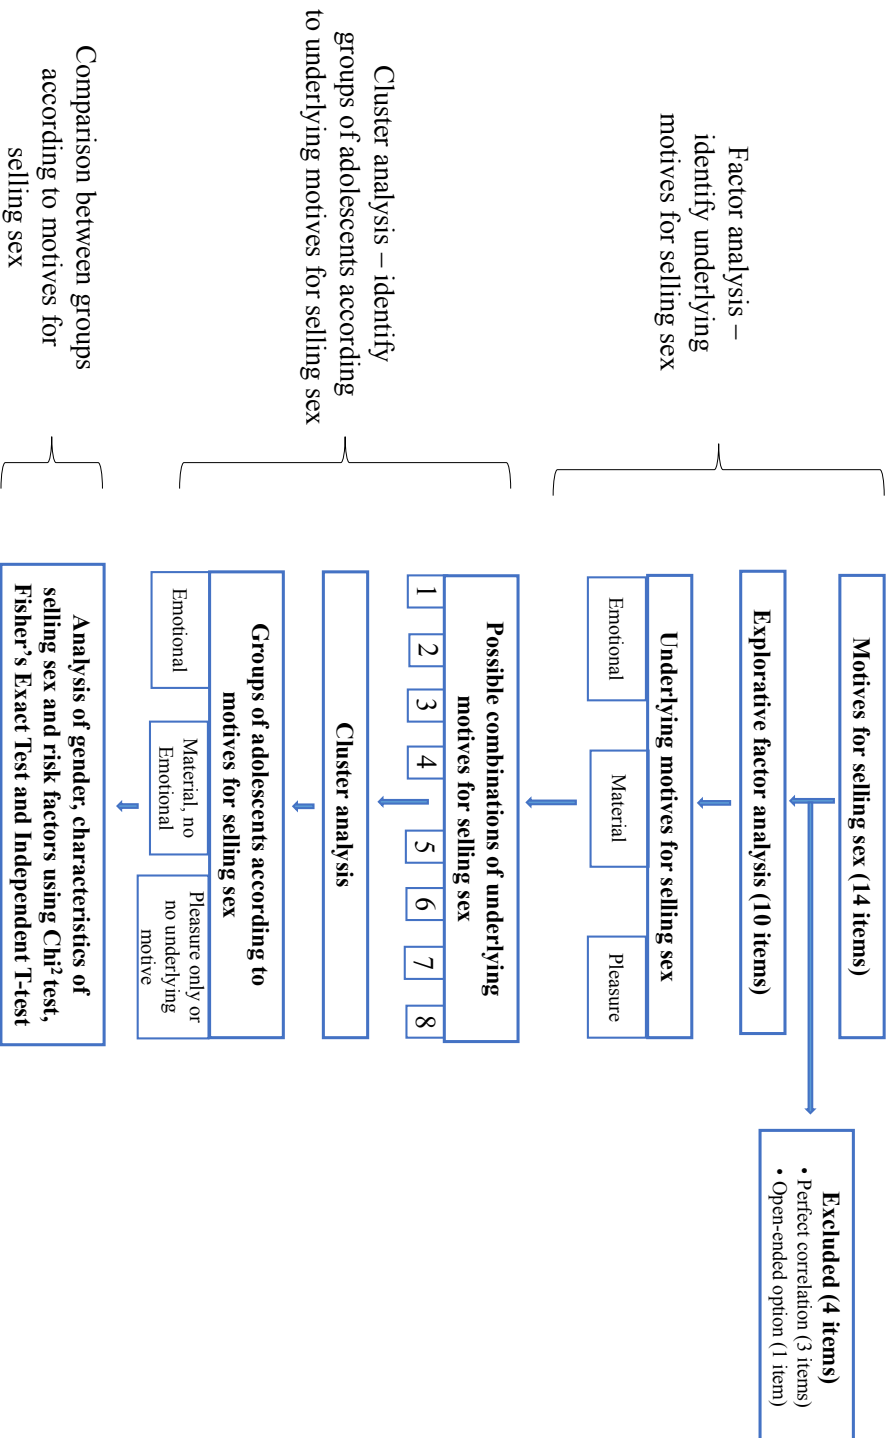 Factor analysis –
identify underlying
motives for selling sex
Motives for selling sex (14 items)
Excluded (4 items)
• Perfect correlation (3 items)
• Open-ended option (1 item)
Explorative factor analysis (10 items)
Underlying motives for selling sex
Emotional
Material
Pleasure
Cluster analysis – identify
groups of adolescents according
to underlying motives for selling sex
Possible combinations of underlying
motives for selling sex
1 2 3 4 5 6 7 8
Cluster analysis
Groups of adolescents according to
motives for selling sex
Emotional
Material, no
Emotional
Pleasure only or
no underlying
motive
Comparison between groups
according to motives for
selling sex
Analysis of gender, characteristics of
selling sex and risk factors using Chi² test,
Fisher's Exact Test and Independent T-test